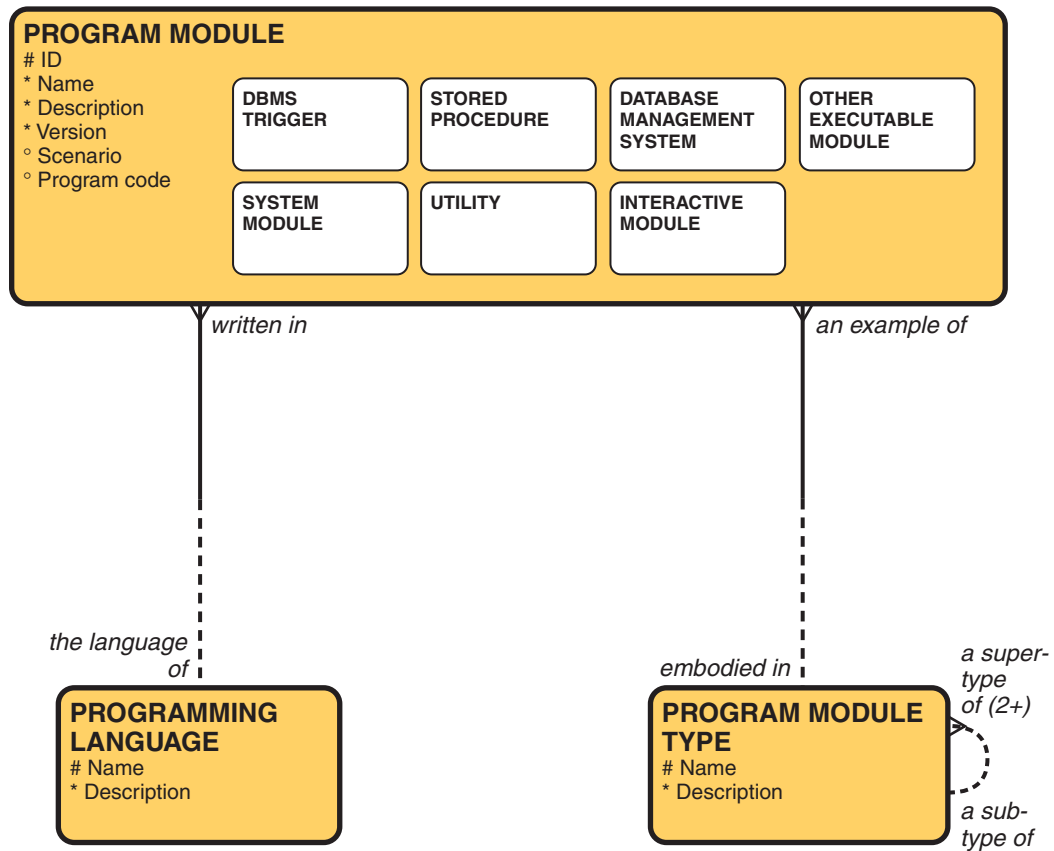 PROGRAM MODULE
# ID
* Name
* Description
* Version
° Scenario
° Program code
DBMS
TRIGGER
STORED
PROCEDURE
DATABASE
MANAGEMENT
SYSTEM
OTHER
EXECUTABLE
MODULE
SYSTEM
MODULE
UTILITY
INTERACTIVE
MODULE
written in
an example of
the language
of
embodied in
a super-
type
of (2+)
PROGRAMMING
LANGUAGE
# Name
* Description
PROGRAM MODULE
TYPE
# Name
* Description
a sub-
type of